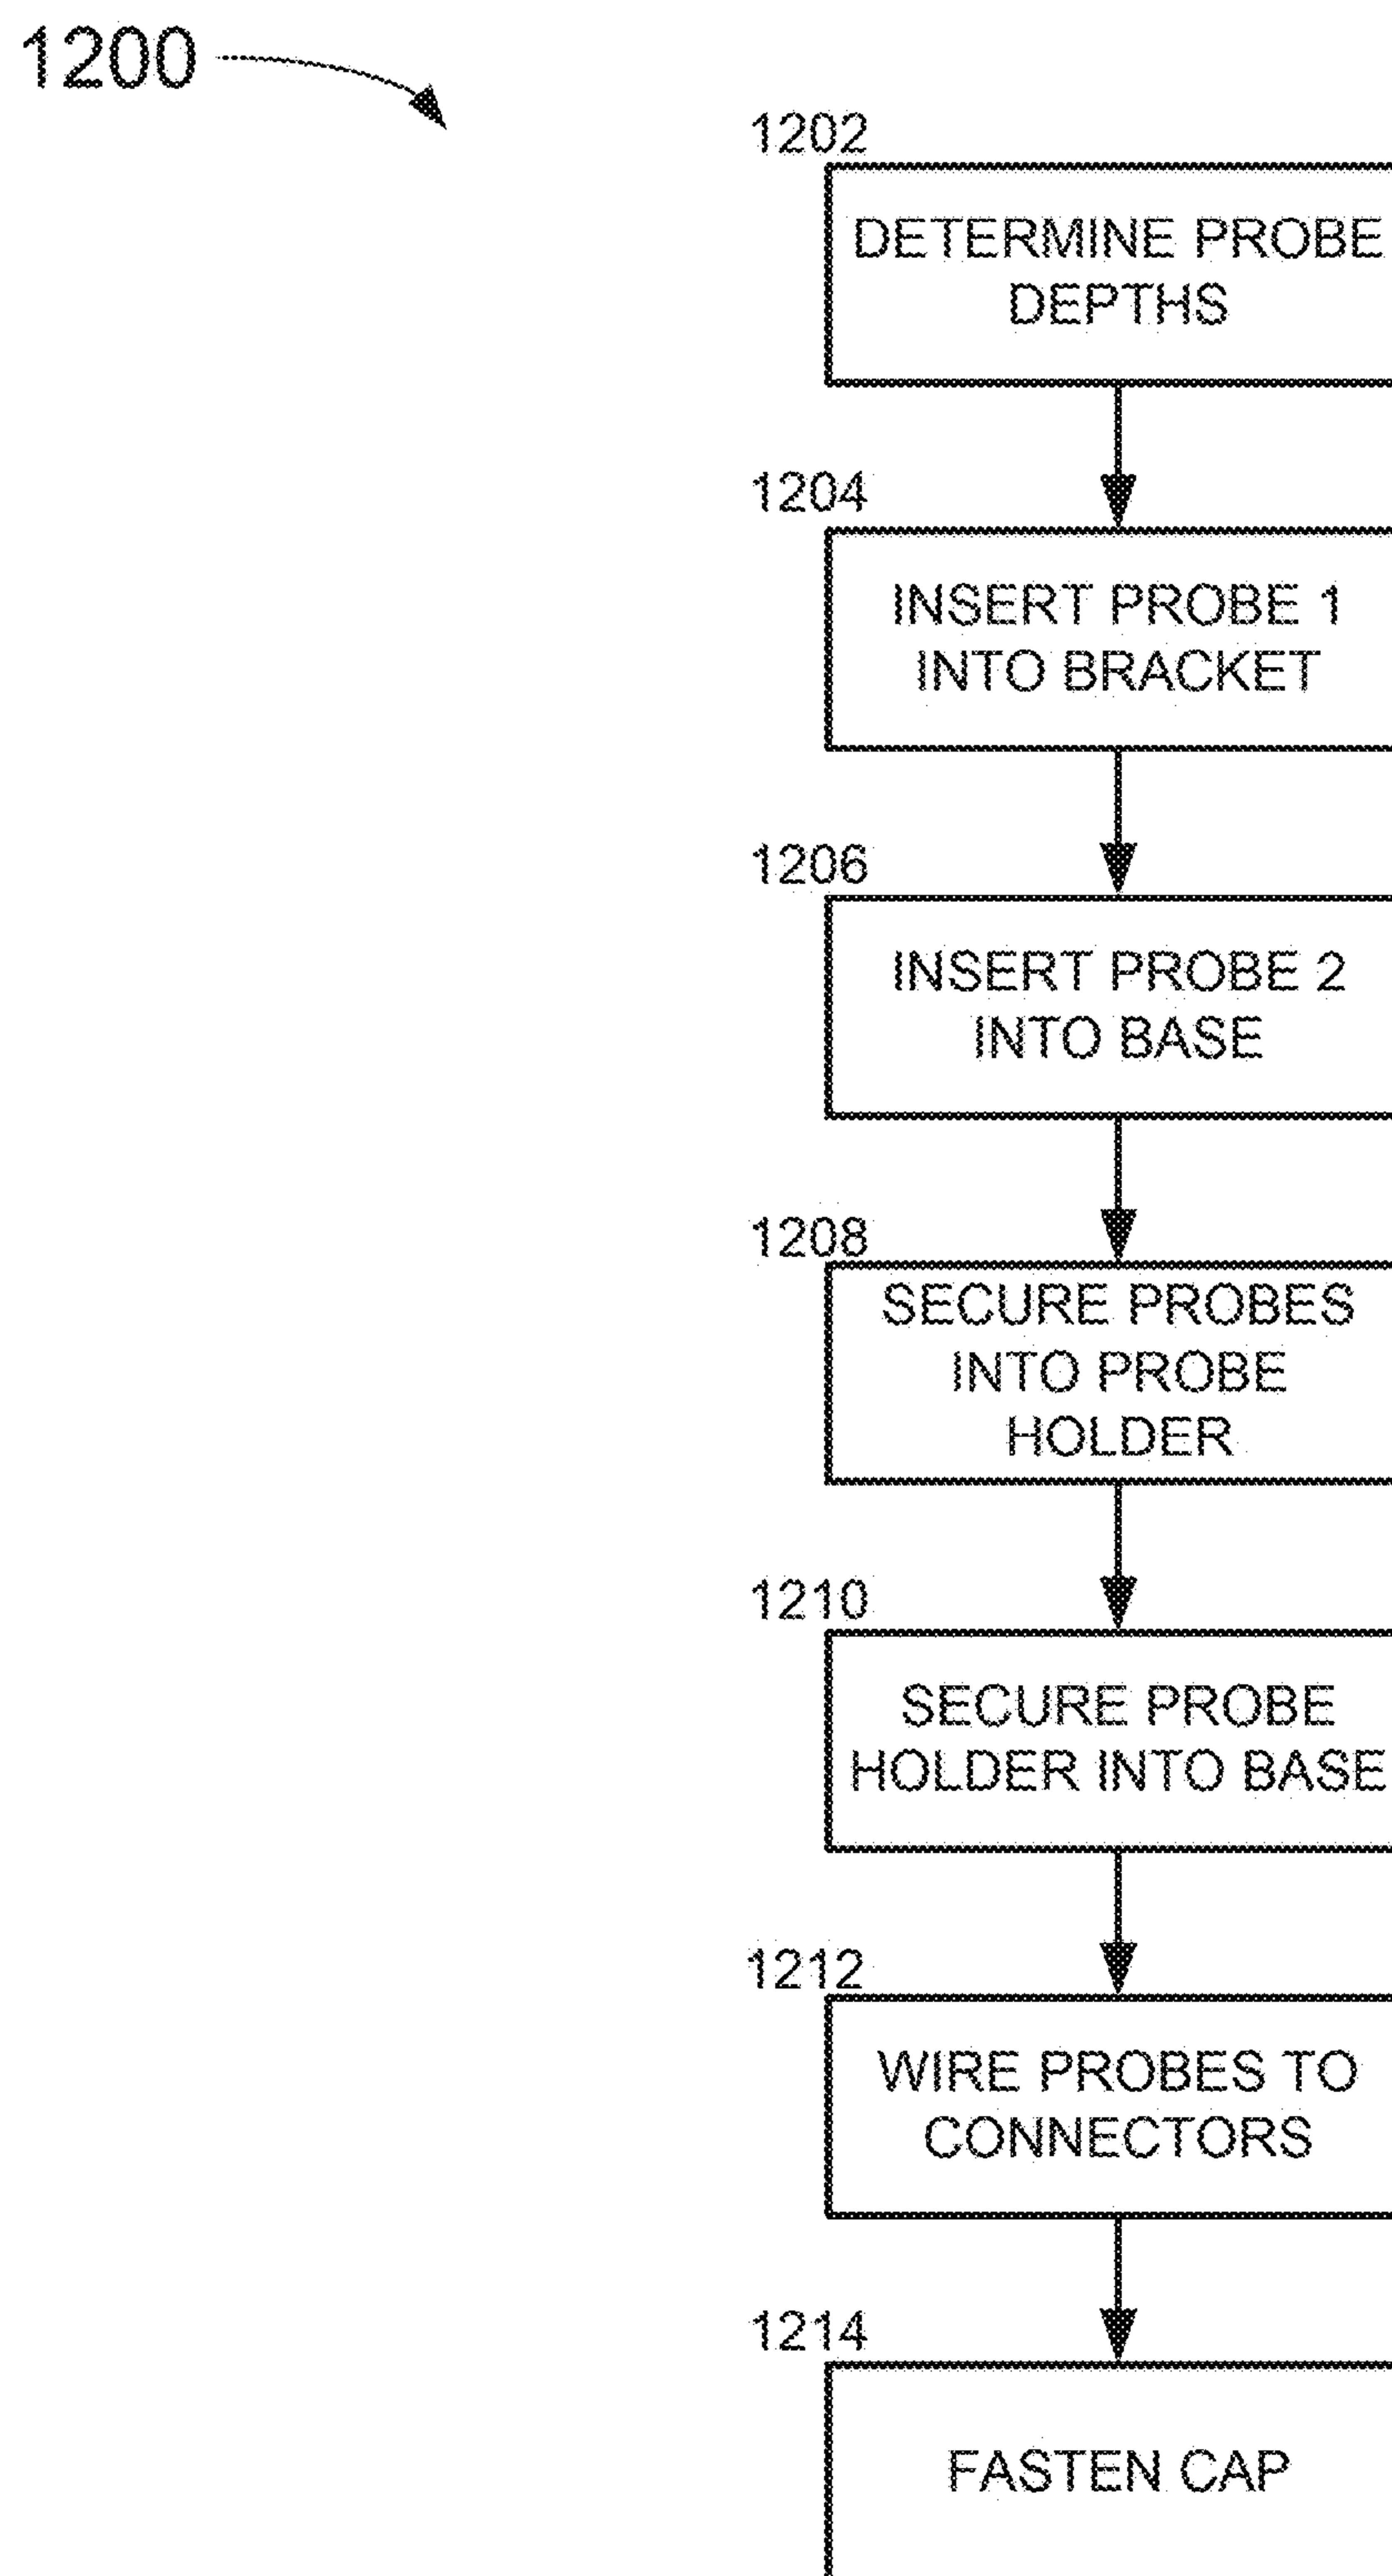 1200
1202
DETERMINE PROBE
DEPTHS
1204
INSERT PROBE 1
INTO BRACKET
1206
INSERT PROBE 2
INTO BASE
1208
SECURE PROBES
INTO PROBE
HOLDER
1210
SECURE PROBE
HOLDER INTO BASE
1212
WIRE PROBES TO
CONNECTORS
1214
FASTEN CAP